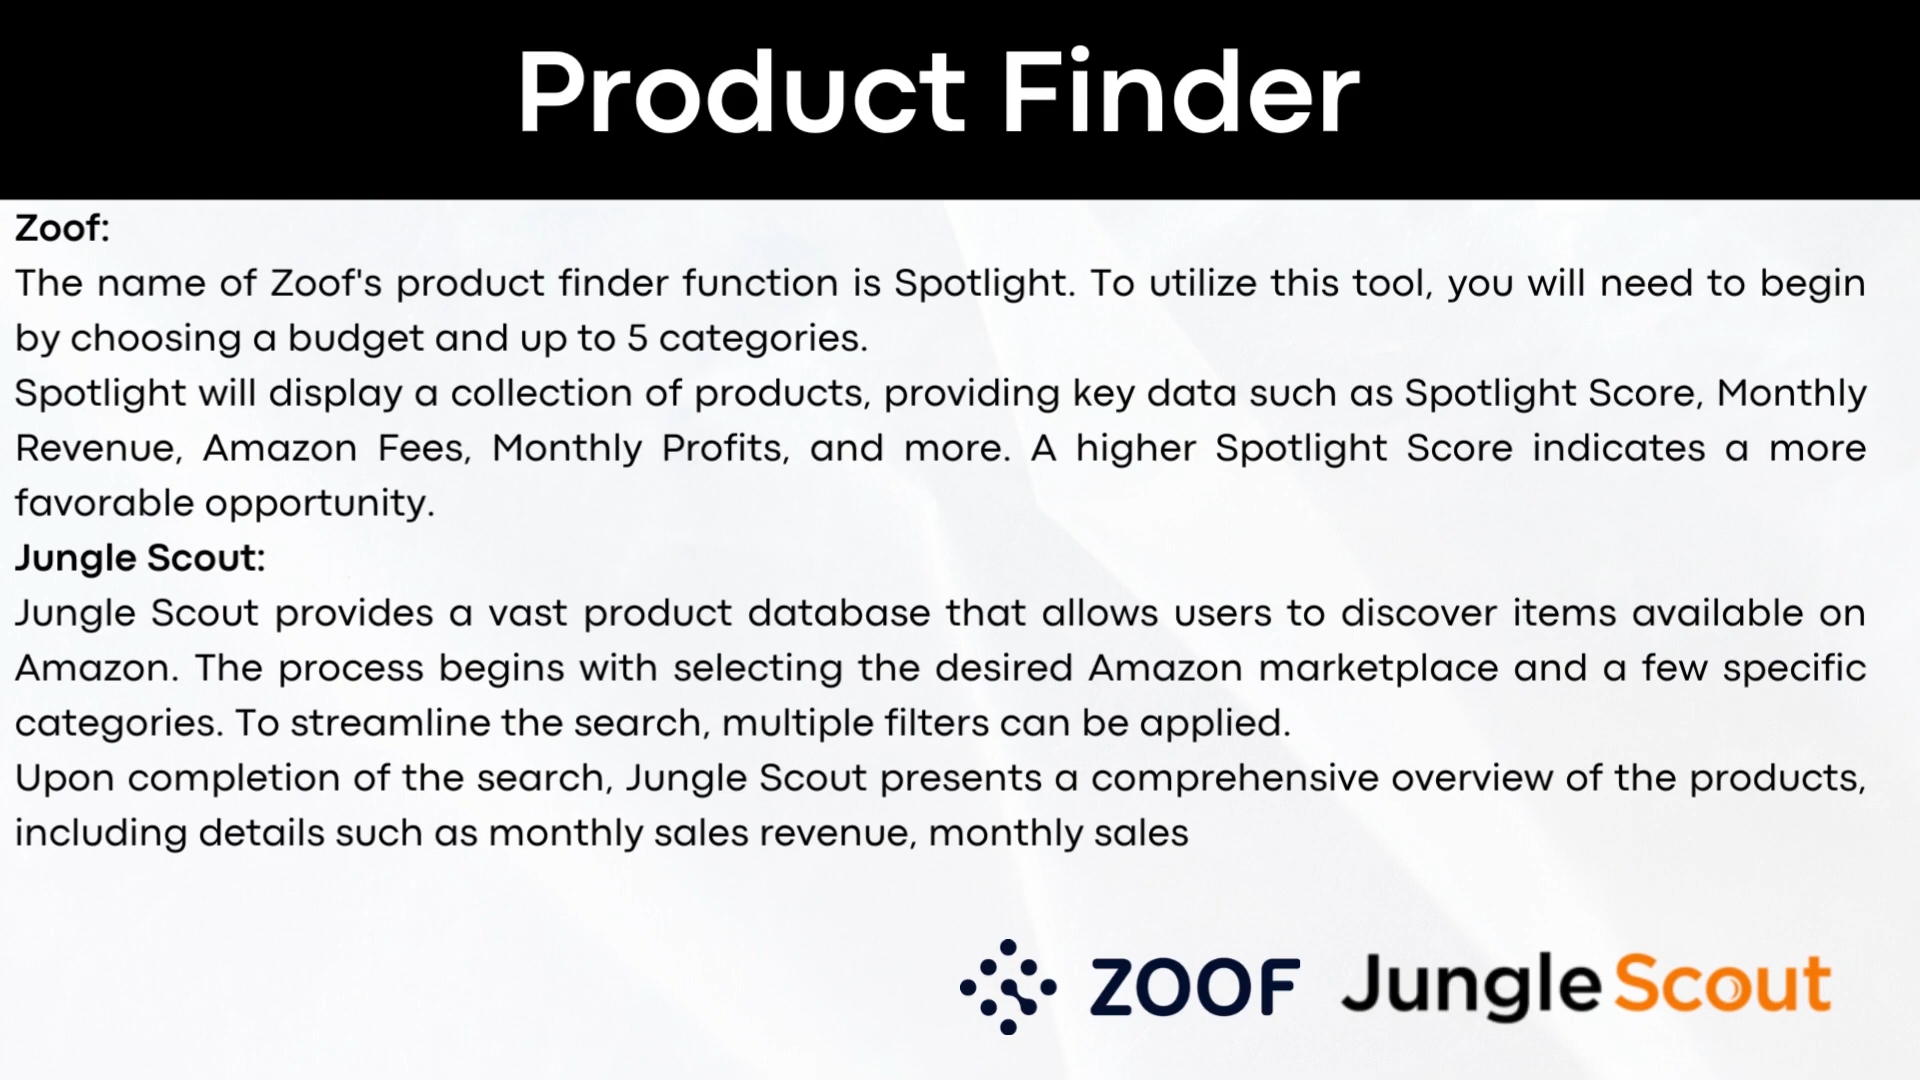 Product Finder
Zoof:
The name of Zoof's product finder function is Spotlight. To utilize this tool, you will need to begin
by choosing a budget and up to 5 categories.
Spotlight will display a collection of products, providing key data such as Spotlight Score, Monthly
Revenue, Amazon Fees, Monthly Profits, and more. A higher Spotlight Score indicates a more
favorable opportunity.
Jungle Scout:
Jungle Scout provides a vast product database that allows users to discover items available on
Amazon. The process begins with selecting the desired Amazon marketplace and a few specific
categories. To streamline the search, multiple filters can be applied.
Upon completion of the search, Jungle Scout presents a comprehensive overview of the products,
including details such as monthly sales revenue, monthly sales
ZOOF Jungle Scout